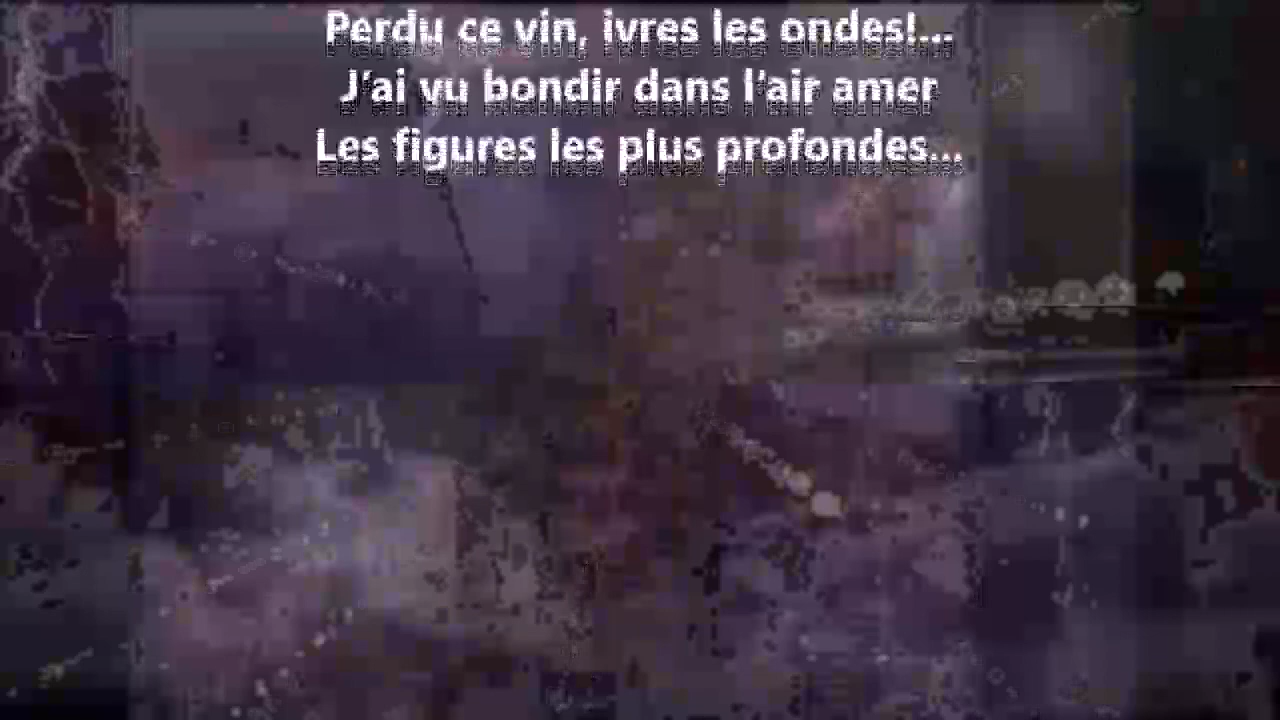 Perdu ce vin, ivres les ondes!...
J'ai vu bondir dans l'air amer
Les figures les plus profondes...